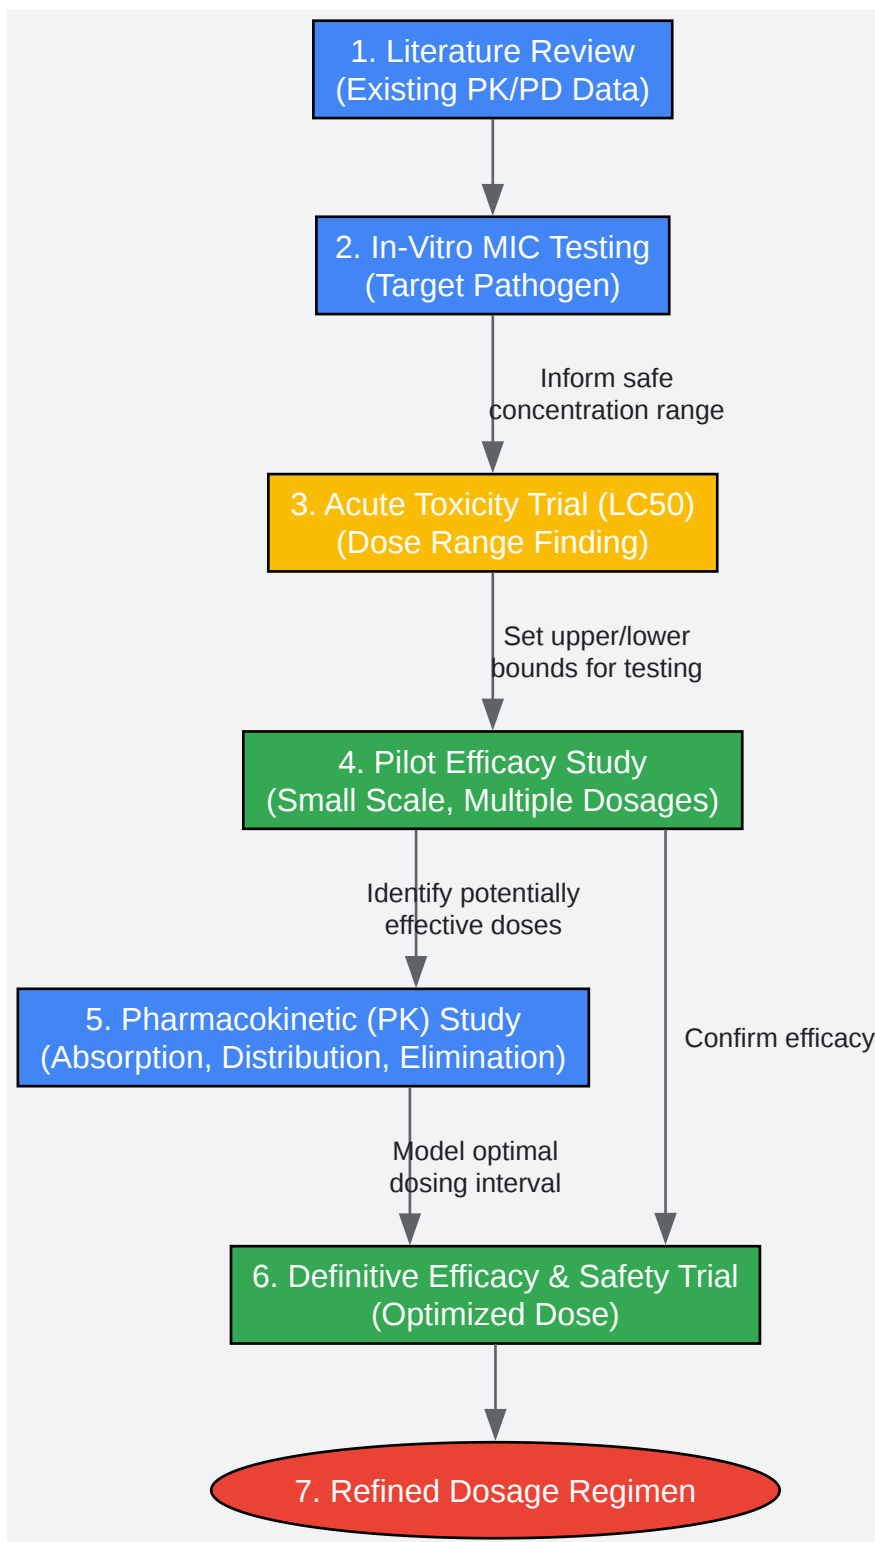 1. Literature Review
(Existing PK/PD Data)
2. In-Vitro MIC Testing
(Target Pathogen)
Inform safe
concentration range
3. Acute Toxicity Trial (LC50)
(Dose Range Finding)
Set upper/lower
bounds for testing
4. Pilot Efficacy Study
(Small Scale, Multiple Dosages)
Identify potentially
effective doses
5. Pharmacokinetic (PK) Study
(Absorption, Distribution, Elimination)
Confirm efficacy
Model optimal
dosing interval
6. Definitive Efficacy & Safety Trial
(Optimized Dose)
7. Refined Dosage Regimen